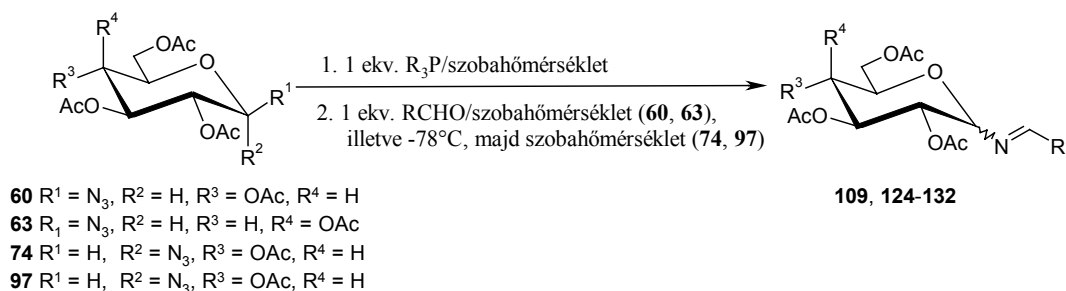 R⁴
OAc
R³
O
AcO
R¹
OAc
R²
1. 1 ekv. R₃P/szobahőmérséklet
2. 1 ekv. RCHO/szobahőmérséklet (60, 63),
illetve -78°C, majd szobahőmérséklet (74, 97)
R⁴
OAc
R³
O
AcO
OAc
N
R
60 R¹ = N₃, R² = H, R³ = OAc, R⁴ = H
63 R₁ = N₃, R² = H, R³ = H, R⁴ = OAc
74 R¹ = H, R² = N₃, R³ = OAc, R⁴ = H
97 R¹ = H, R² = N₃, R³ = OAc, R⁴ = H
109, 124-132